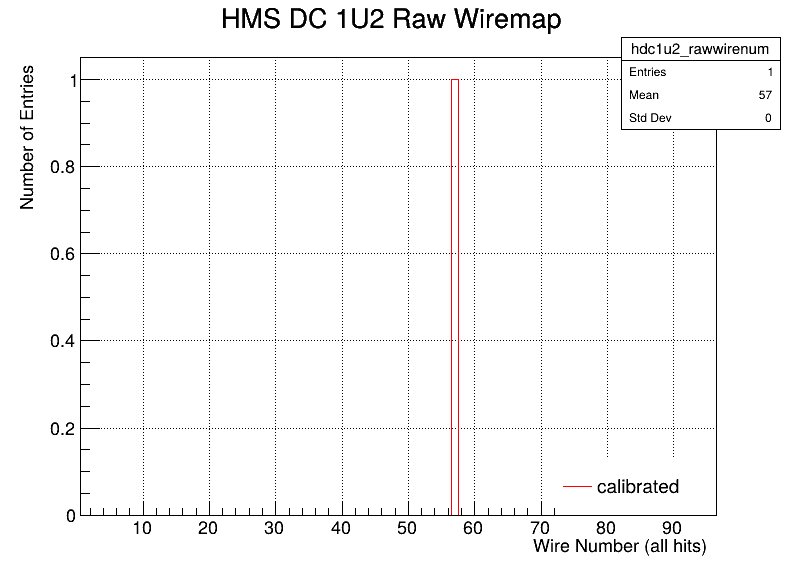 HMS DC 1U2 Raw Wiremap
hdc1u2_rawwirenum
Entries 1
Mean 57
Std Dev 0
Number of Entries
1
0.8
0.6
0.4
0.2
0
calibrated
10 20 30 40 50 60 70 80 90
Wire Number (all hits)